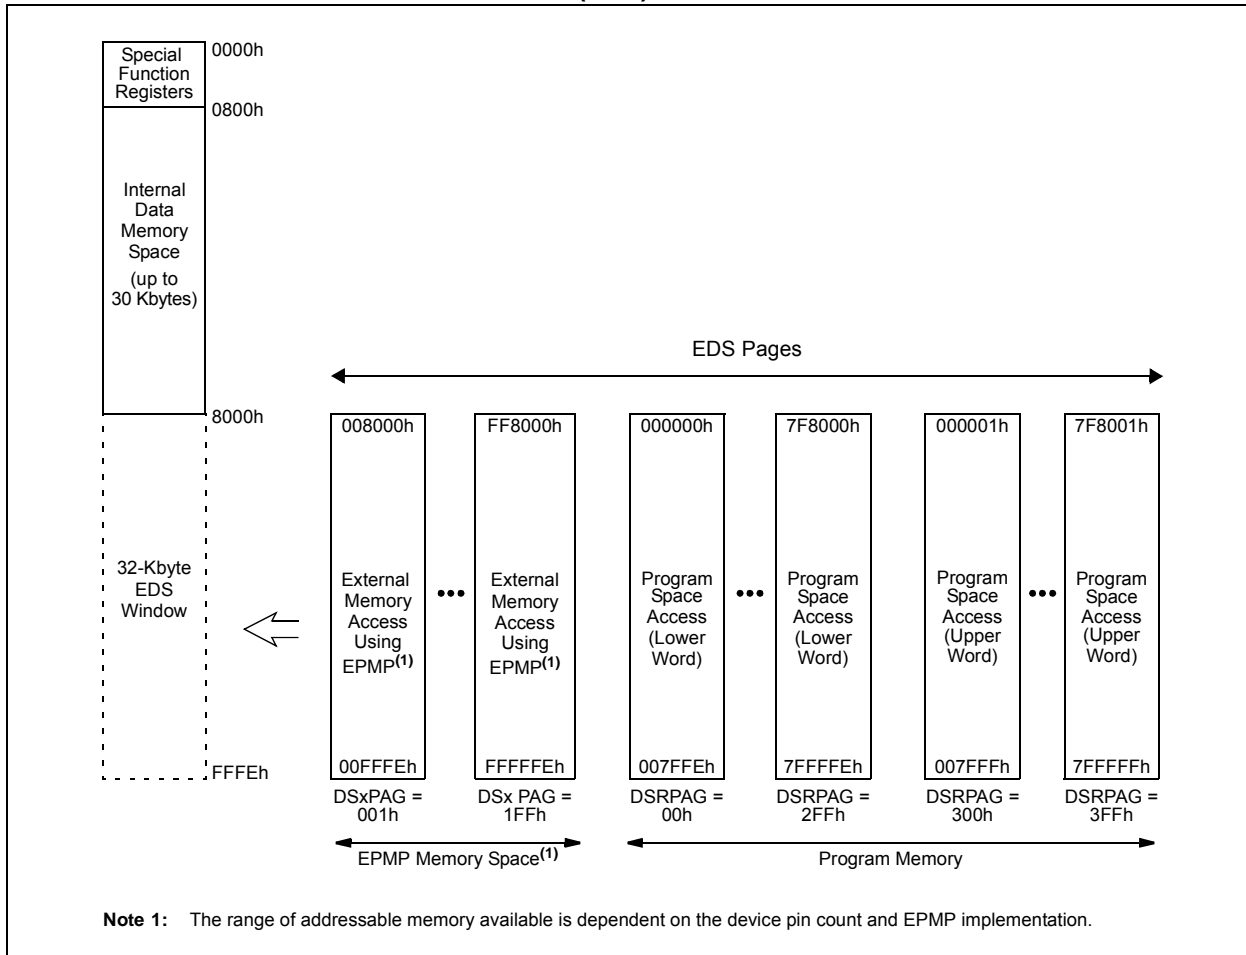 Special
Function
Registers
0000h
0800h
Internal
Data
Memory
Space
(up to
30 Kbytes)
EDS Pages
8000h
008000h
FF8000h
000000h
7F8000h
000001h
7F8001h
32-Kbyte
EDS
Window
External
Memory
Access
Using
EPMP(1)
External
Memory
Access
Using
EPMP(1)
Program
Space
Access
(Lower
Word)
Program
Space
Access
(Lower
Word)
Program
Space
Access
(Upper
Word)
Program
Space
Access
(Upper
Word)
FFFEh
00FFFEh
FFFFFEh
007FFEh
7FFFFEh
007FFFh
7FFFFFh
DSxPAG =
001h
DSx PAG =
1FFh
DSRPAG =
00h
DSRPAG =
2FFh
DSRPAG =
300h
DSRPAG =
3FFh
EPMP Memory Space(1)
Program Memory
Note 1: The range of addressable memory available is dependent on the device pin count and EPMP implementation.